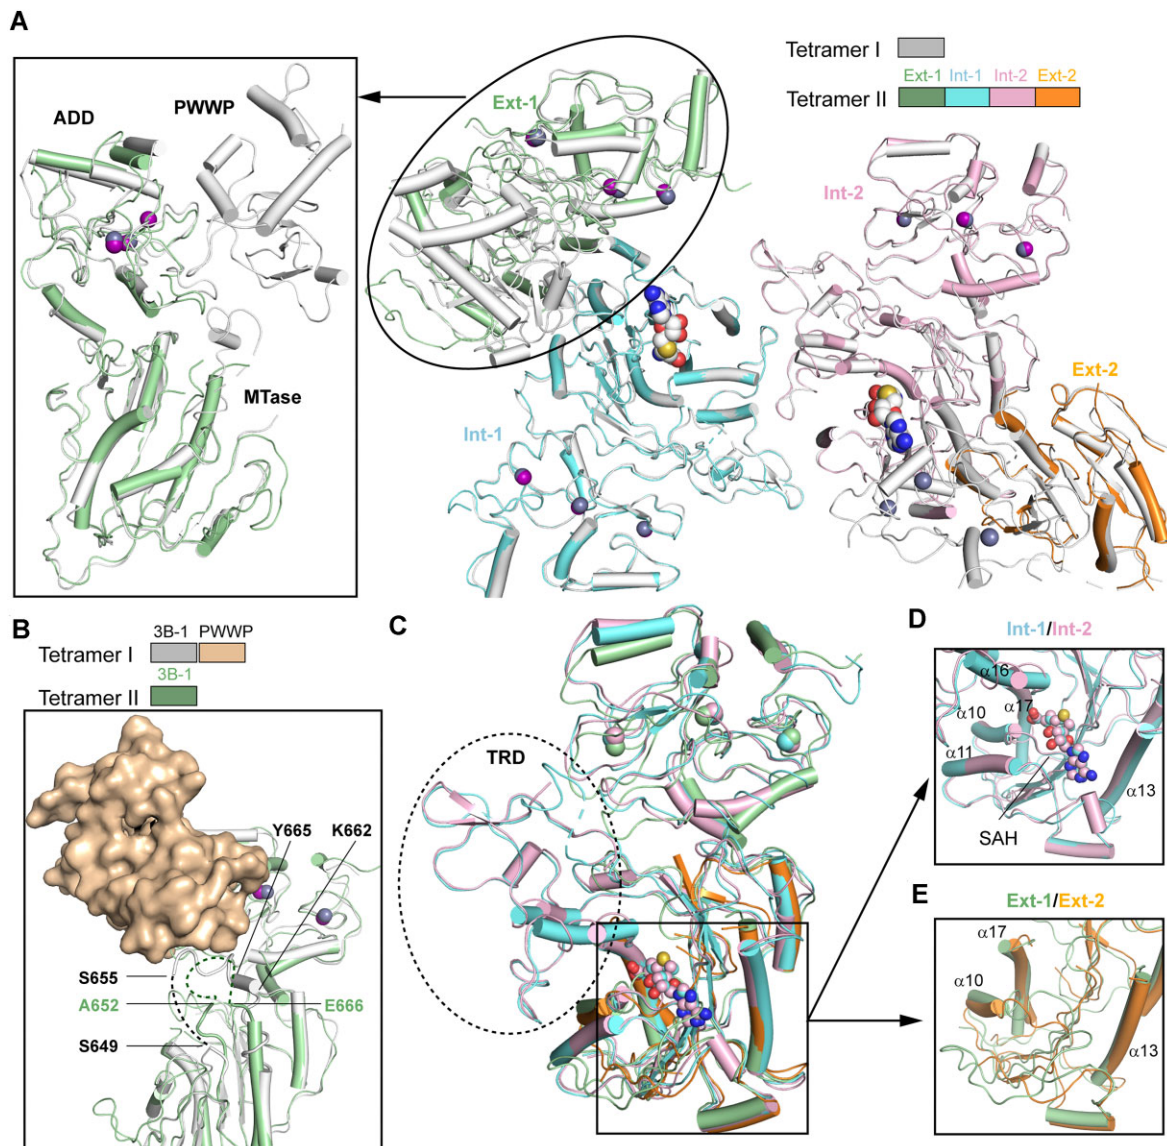 A
Tetramer I
Ext-1 Int-1 Int-2 Ext-2
Tetramer II
ADD
PWWP
MTase
Ext-1
Int-1
Int-2
Ext-2
B
3B-1 PWWP
Tetramer I
3B-1
Tetramer II
Y665
K662
S655
A652
E666
S649
C
TRD
D
Int-1/Int-2
α16
α17
α10
α11
α13
SAH
E
Ext-1/Ext-2
α17
α10
α13